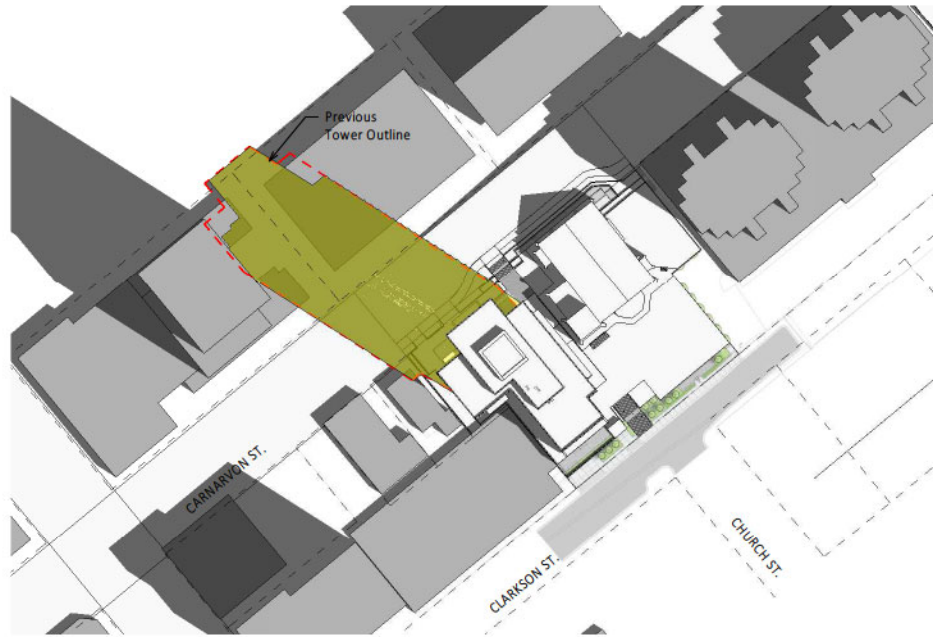 Previous
Tower Outline
CARNARVON ST.
CLARKSON ST.
CHURCH ST.